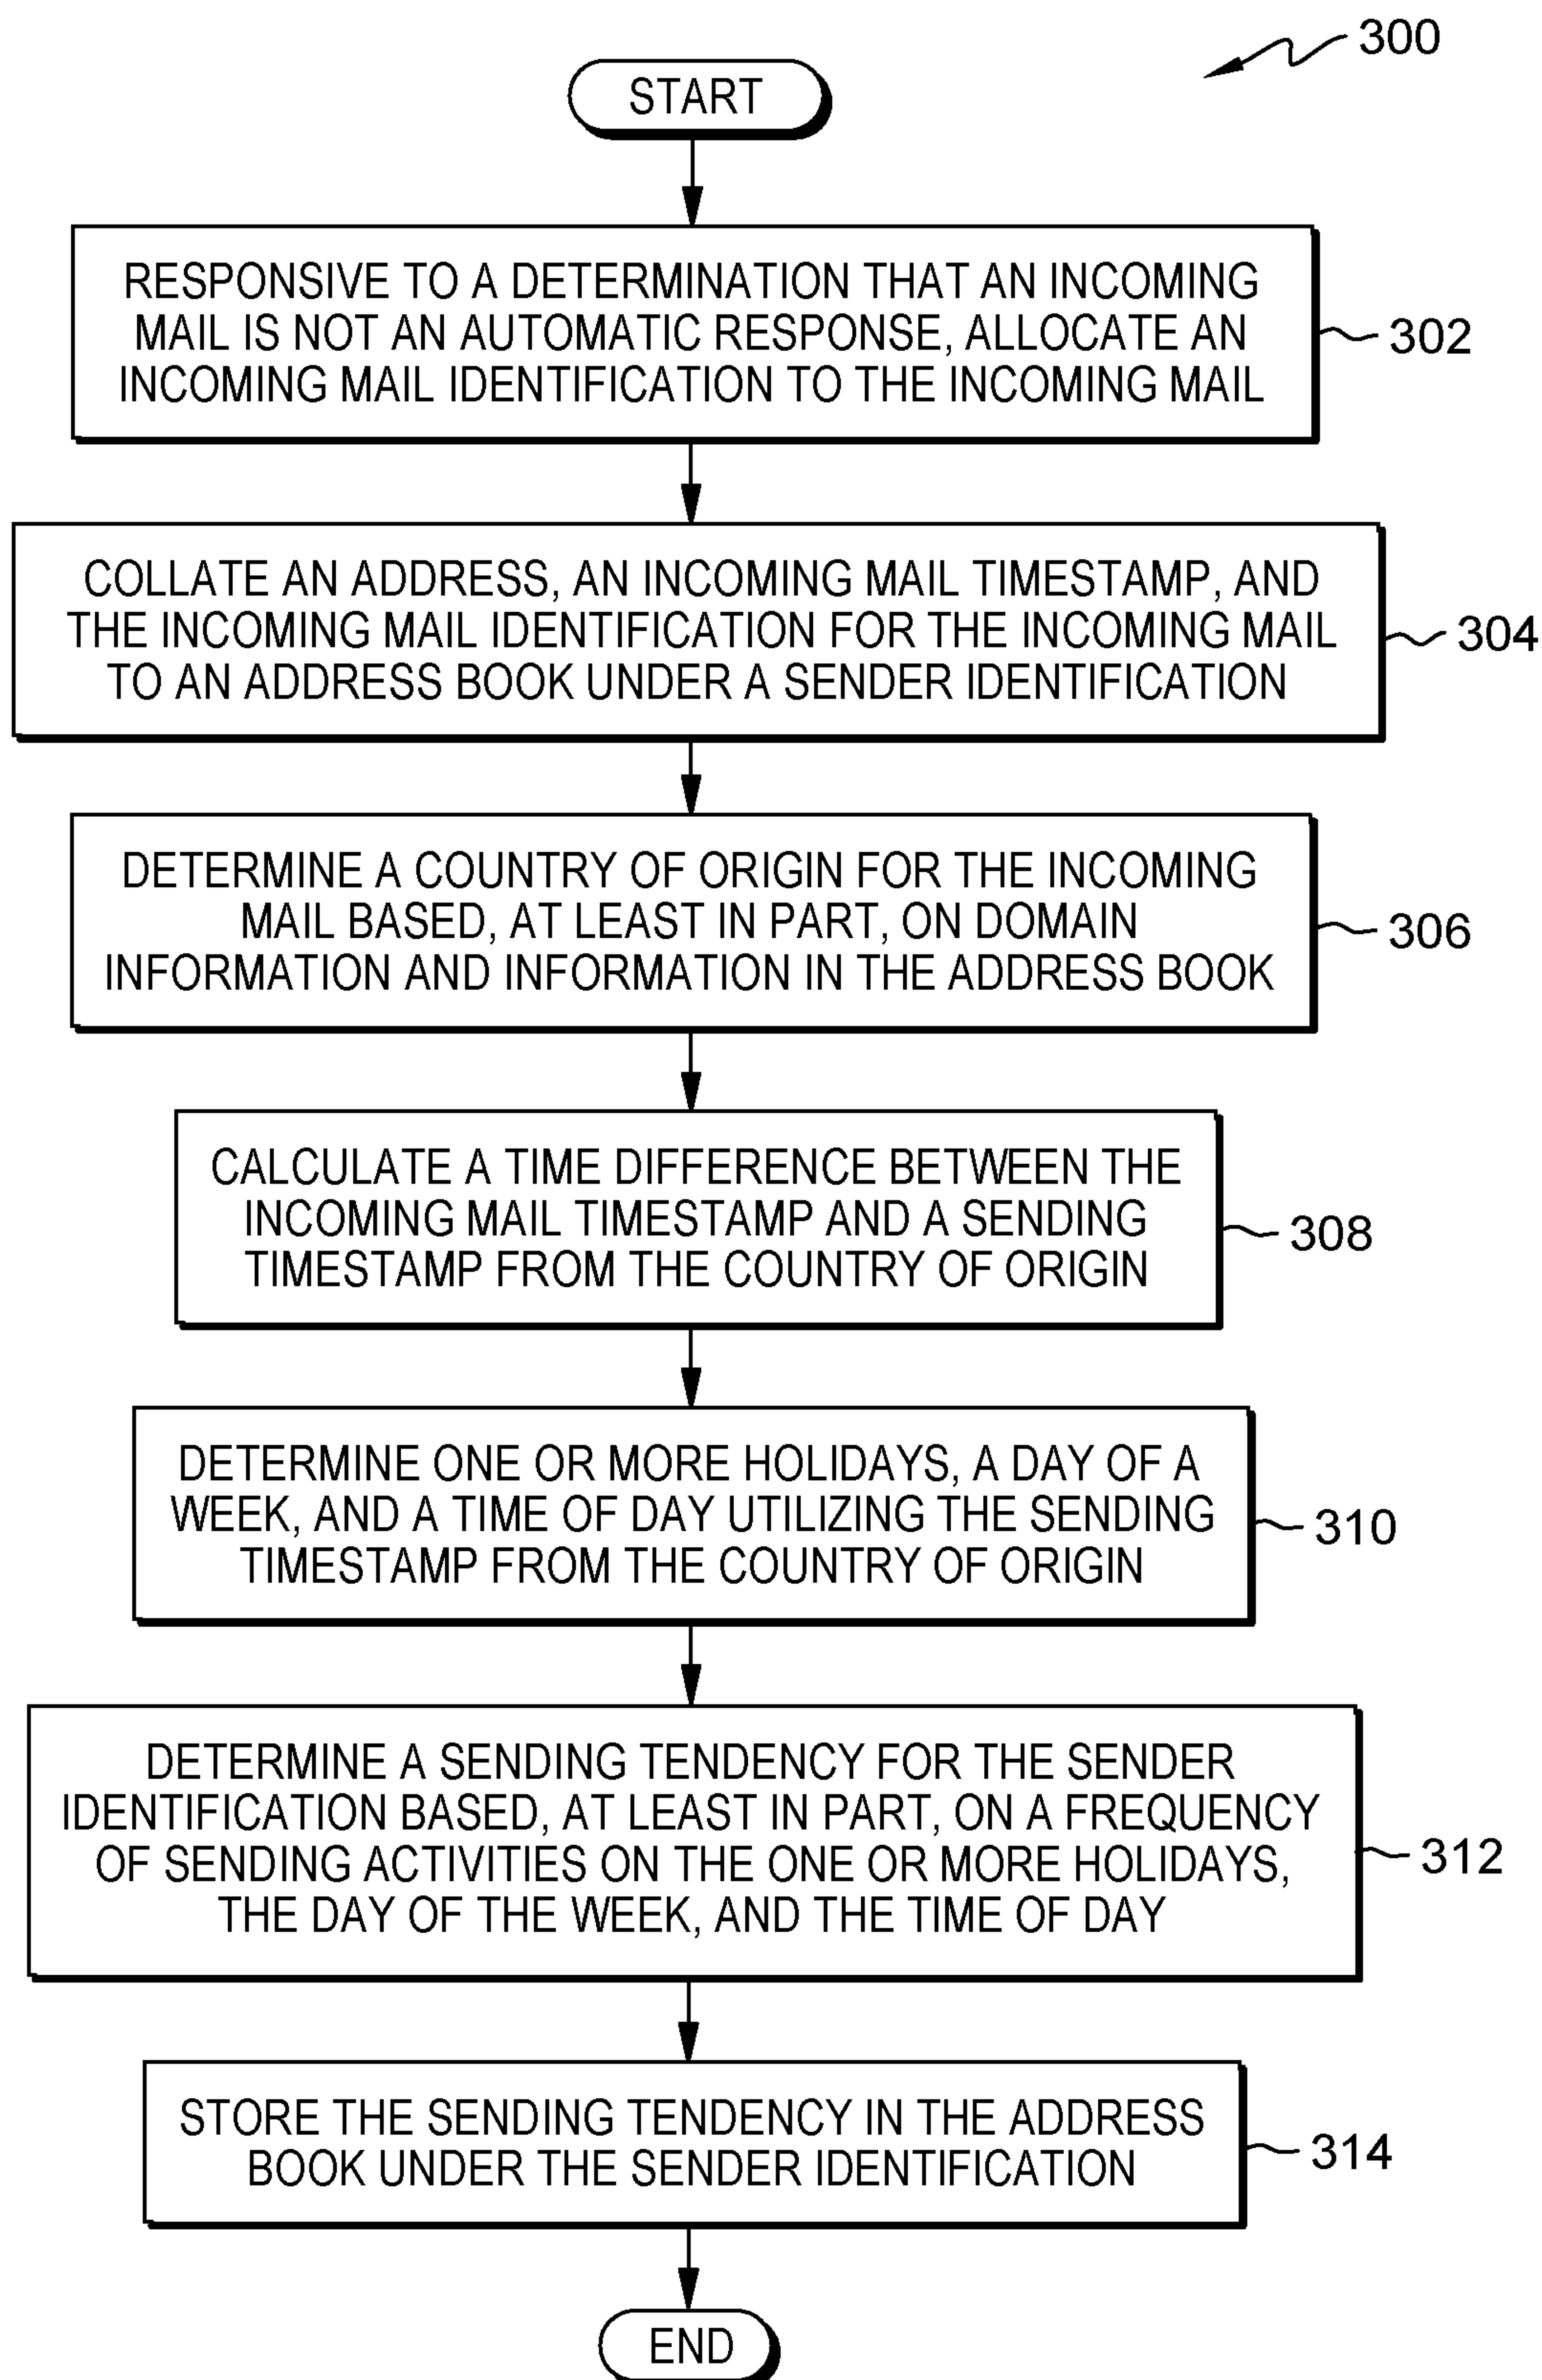 300
START
RESPONSIVE TO A DETERMINATION THAT AN INCOMING
MAIL IS NOT AN AUTOMATIC RESPONSE, ALLOCATE AN
INCOMING MAIL IDENTIFICATION TO THE INCOMING MAIL
302
COLLATE AN ADDRESS, AN INCOMING MAIL TIMESTAMP, AND
THE INCOMING MAIL IDENTIFICATION FOR THE INCOMING MAIL
TO AN ADDRESS BOOK UNDER A SENDER IDENTIFICATION
304
DETERMINE A COUNTRY OF ORIGIN FOR THE INCOMING
MAIL BASED, AT LEAST IN PART, ON DOMAIN
INFORMATION AND INFORMATION IN THE ADDRESS BOOK
306
CALCULATE A TIME DIFFERENCE BETWEEN THE
INCOMING MAIL TIMESTAMP AND A SENDING
TIMESTAMP FROM THE COUNTRY OF ORIGIN
308
DETERMINE ONE OR MORE HOLIDAYS, A DAY OF A
WEEK, AND A TIME OF DAY UTILIZING THE SENDING
TIMESTAMP FROM THE COUNTRY OF ORIGIN
310
DETERMINE A SENDING TENDENCY FOR THE SENDER
IDENTIFICATION BASED, AT LEAST IN PART, ON A FREQUENCY
OF SENDING ACTIVITIES ON THE ONE OR MORE HOLIDAYS,
THE DAY OF THE WEEK, AND THE TIME OF DAY
312
STORE THE SENDING TENDENCY IN THE ADDRESS
BOOK UNDER THE SENDER IDENTIFICATION
314
END